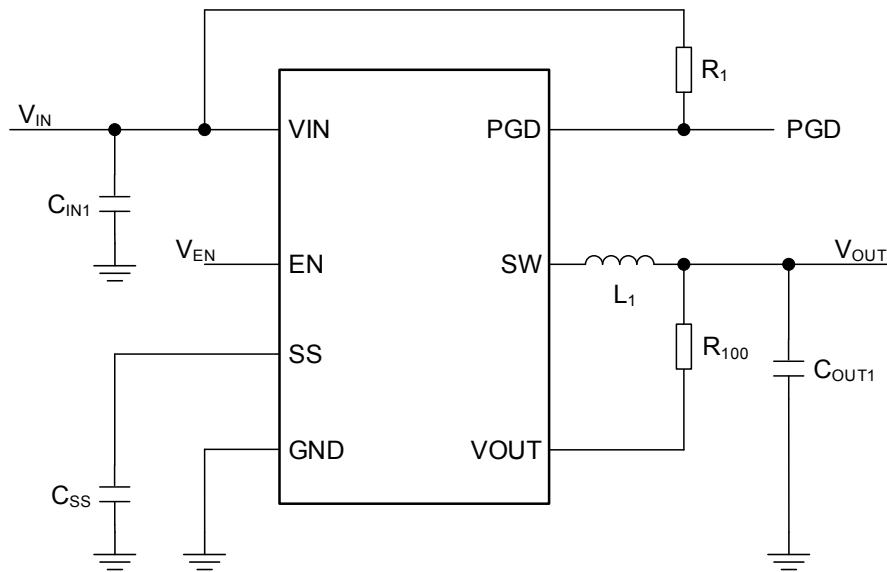 R1
VIN
VIN
PGD
PGD
CIN1
VEN
EN
SW
VOUT
L1
SS
R100
COUT1
GND
VOUT
CSS